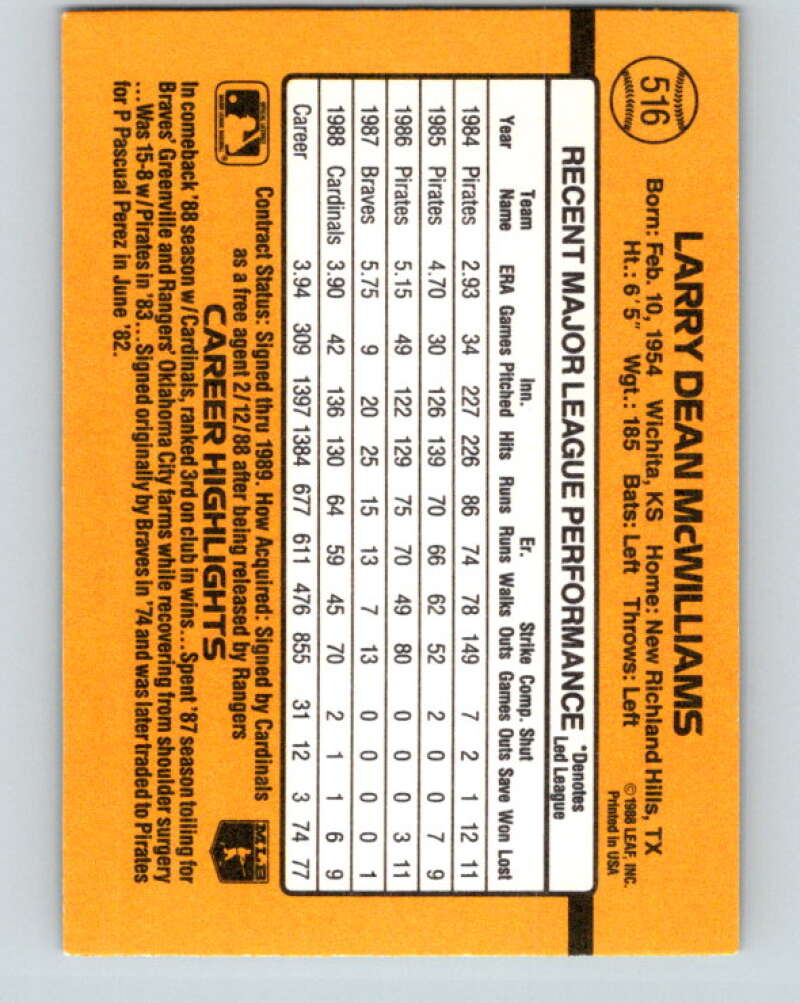 516
LARRY DEAN McWILLIAMS
Born: Feb. 10, 1954 Wichita, KS Home: New Richland Hills, TX
Ht.: 6'5" Wgt.: 185 Bats: Left Throws: Left
© 1988 LEAF, INC.
Printed in USA
RECENT MAJOR LEAGUE PERFORMANCE
*Denotes
Led League
Team Inn. Er. Strike Comp. Shut
Year Name ERA Games Pitched Hits Runs Runs Walks Outs Games Outs Save Won Lost
1984 Pirates 2.93 34 227 226 86 74 78 149 7 2 1 12 11
1985 Pirates 4.70 30 126 139 70 66 62 52 2 0 0 7 9
1986 Pirates 5.15 49 122 129 75 70 49 80 0 0 0 3 11
1987 Braves 5.75 9 20 25 15 13 7 13 0 0 0 0 1
1988 Cardinals 3.90 42 136 130 64 59 45 70 2 1 1 6 9
Career 3.94 309 1397 1384 677 611 476 855 31 12 3 74 77
Contract Status: Signed thru 1989. How Acquired: Signed by Cardinals
as a free agent 2/12/88 after being released by Rangers
MLB
CAREER HIGHLIGHTS
In comeback '88 season w/Cardinals, ranked 3rd on club in wins...Spent '87 season toiling for
Braves' Greenville and Rangers' Oklahoma City farms while recovering from shoulder surgery
...Was 15-8 w/Pirates in '83...Signed originally by Braves in '74 and was later traded to Pirates
for P Pascual Perez in June '82.